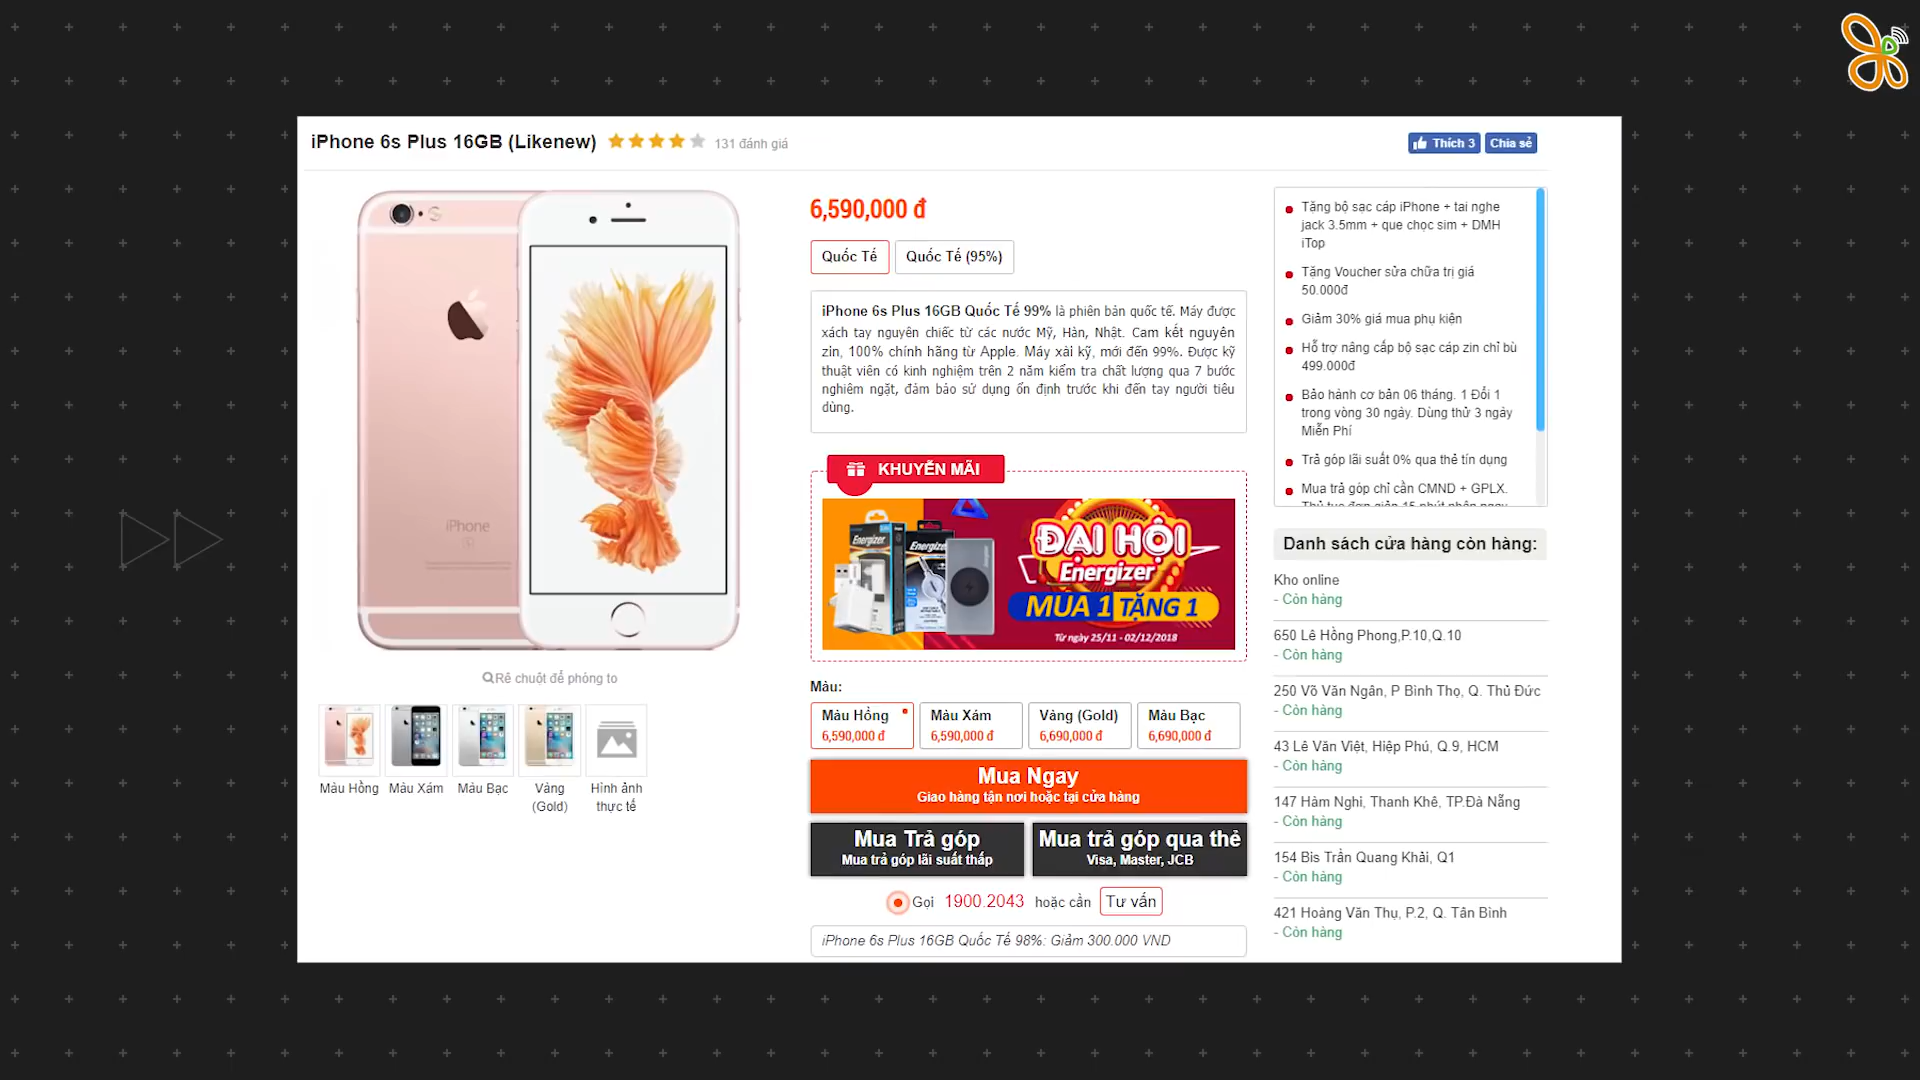 iPhone 6s Plus 16GB (Likenew)
131 đánh giá
Thích 3
Chia sẻ
iPhone
S
Rê chuột để phóng to
Màu Hồng
Màu Xám
Màu Bạc
Vàng
(Gold)
Hình ảnh
thực tế
6,590,000 đ
Quốc Tế
Quốc Tế (95%)
iPhone 6s Plus 16GB Quốc Tế 99% là phiên bản quốc tế. Máy được
xách tay nguyên chiếc từ các nước Mỹ, Hàn, Nhật. Cam kết nguyên
zin, 100% chính hãng từ Apple. Máy xài kỹ, mới đến 99%. Được kỹ
thuật viên có kinh nghiệm trên 2 năm kiểm tra chất lượng qua 7 bước
nghiêm ngặt, đảm bảo sử dụng ổn định trước khi đến tay người tiêu
dùng.
KHUYẾN MÃI
Energizer
Energizer
ĐẠI HỘI
Energizer
MUA 1 TẶNG 1
Từ ngày 25/11 - 02/12/2018
Màu:
Màu Hồng
6,590,000 đ
Màu Xám
6,590,000 đ
Vàng (Gold)
6,690,000 đ
Màu Bạc
6,690,000 đ
Mua Ngay
Giao hàng tận nơi hoặc tại cửa hàng
Mua Trả góp
Mua trả góp lãi suất thấp
Mua trả góp qua thẻ
Visa, Master, JCB
Gọi 1900.2043 hoặc cần Tư vấn
iPhone 6s Plus 16GB Quốc Tế 98%: Giảm 300.000 VND
Tặng bộ sạc cáp iPhone + tai nghe
jack 3.5mm + que chọc sim + DMH
iTop
Tặng Voucher sửa chữa trị giá
50.000đ
Giảm 30% giá mua phụ kiện
Hỗ trợ nâng cấp bộ sạc cáp zin chỉ bù
499.000đ
Bảo hành cơ bản 06 tháng. 1 Đổi 1
trong vòng 30 ngày. Dùng thử 3 ngày
Miễn Phí
Trả góp lãi suất 0% qua thẻ tín dụng
Mua trả góp chỉ cần CMND + GPLX.
Danh sách cửa hàng còn hàng:
Kho online
- Còn hàng
650 Lê Hồng Phong,P.10,Q.10
- Còn hàng
250 Võ Văn Ngân, P Bình Thọ, Q. Thủ Đức
- Còn hàng
43 Lê Văn Việt, Hiệp Phú, Q.9, HCM
- Còn hàng
147 Hàm Nghi, Thanh Khê, TP.Đà Nẵng
- Còn hàng
154 Bis Trần Quang Khải, Q1
- Còn hàng
421 Hoàng Văn Thụ, P.2, Q. Tân Bình
- Còn hàng